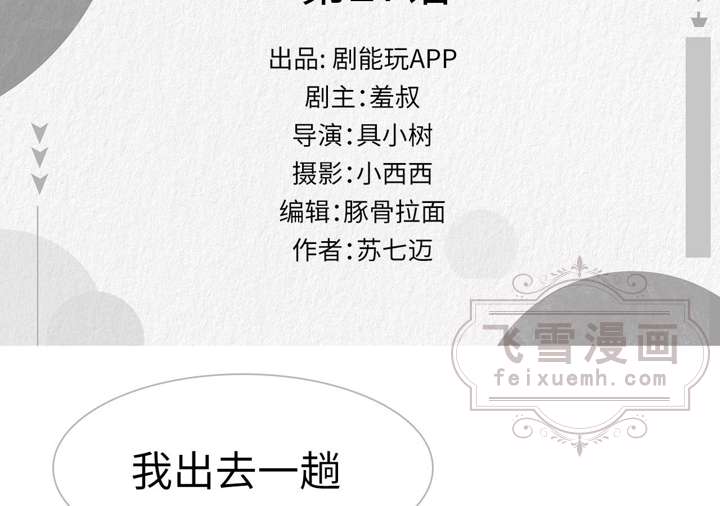 出品: 剧能玩APP
剧主:羞叔
导演:具小树
摄影:小西西
编辑:豚骨拉面
作者:苏七迈
飞雪漫画
feixuemh.com
我出去一趟